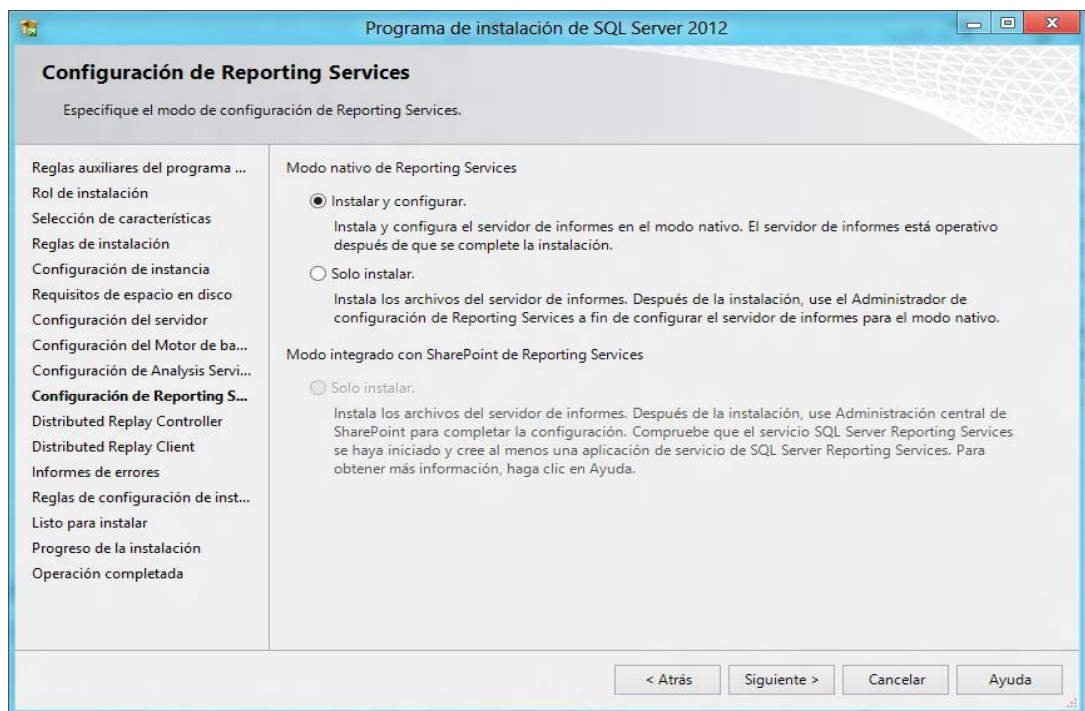 Programa de instalación de SQL Server 2012
Configuración de Reporting Services
Especifique el modo de configuración de Reporting Services.
Reglas auxiliares del programa ...
Rol de instalación
Selección de características
Reglas de instalación
Configuración de instancia
Requisitos de espacio en disco
Configuración del servidor
Configuración del Motor de ba...
Configuración de Analysis Servi...
Configuración de Reporting S...
Distributed Replay Controller
Distributed Replay Client
Informes de errores
Reglas de configuración de inst...
Listo para instalar
Progreso de la instalación
Operación completada
Modo nativo de Reporting Services
Instalar y configurar.
Instala y configura el servidor de informes en el modo nativo. El servidor de informes está operativo
después de que se complete la instalación.
Solo instalar.
Instala los archivos del servidor de informes. Después de la instalación, use el Administrador de
configuración de Reporting Services a fin de configurar el servidor de informes para el modo nativo.
Modo integrado con SharePoint de Reporting Services
Solo instalar.
Instala los archivos del servidor de informes. Después de la instalación, use Administración central de
SharePoint para completar la configuración. Compruebe que el servicio SQL Server Reporting Services
se haya iniciado y cree al menos una aplicación de servicio de SQL Server Reporting Services. Para
obtener más información, haga clic en Ayuda.
< Atrás
Siguiente >
Cancelar
Ayuda